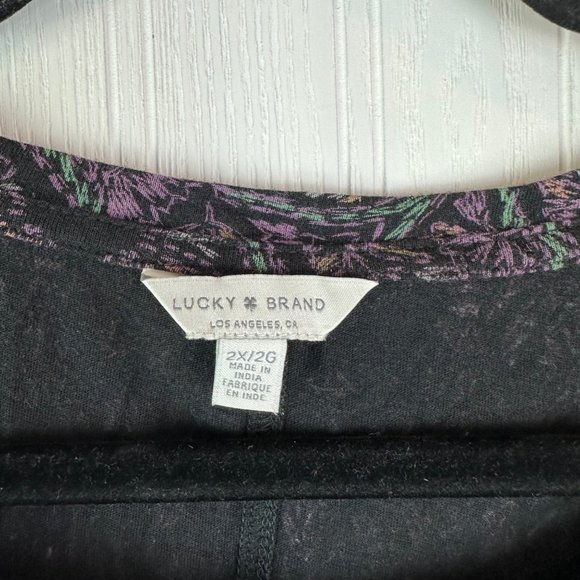 LUCKY BRAND
LOS ANGELES, CA
2X/2G
MADE IN
INDIA
FABRIQUE
EN INDE